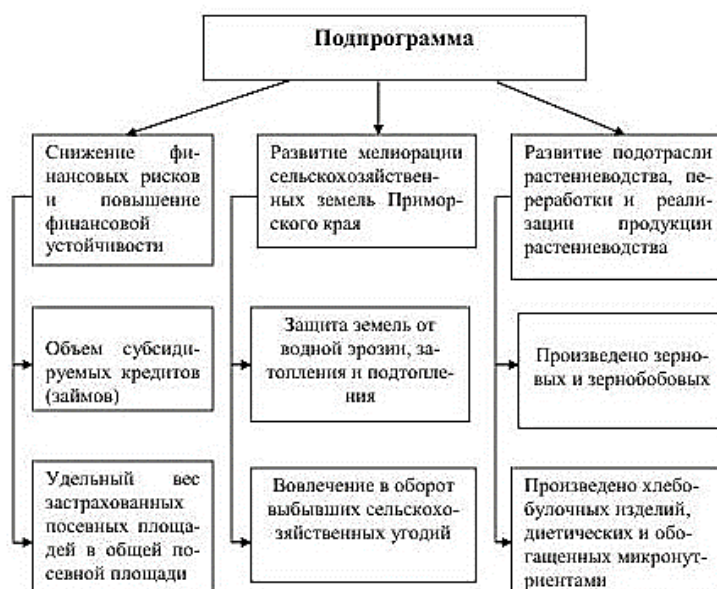 Подпрограмма
Снижение фи-
нансовых рисков
и повышение
финансовой
устойчивости
Развитие мелиорации
сельскохозяйствен-
ных земель Примор-
ского края
Развитие подотрасли
растениеводства, пе-
реработки и реали-
зации продукции
растениеводства
Объем субсиди-
руемых кредитов
(займов)
Защита земель от
водной эрозии, за-
топления и подтопле-
ния
Произведено зерно-
вых и зернобобовых
Удельный вес
застрахованных
посевных площа-
дей в общей по-
севной площади
Вовлечение в оборот
выбывших сельскохо-
зяйственных угодий
Произведено хлебо-
булочных изделий,
диетических и обо-
гащенных микронут-
риентами